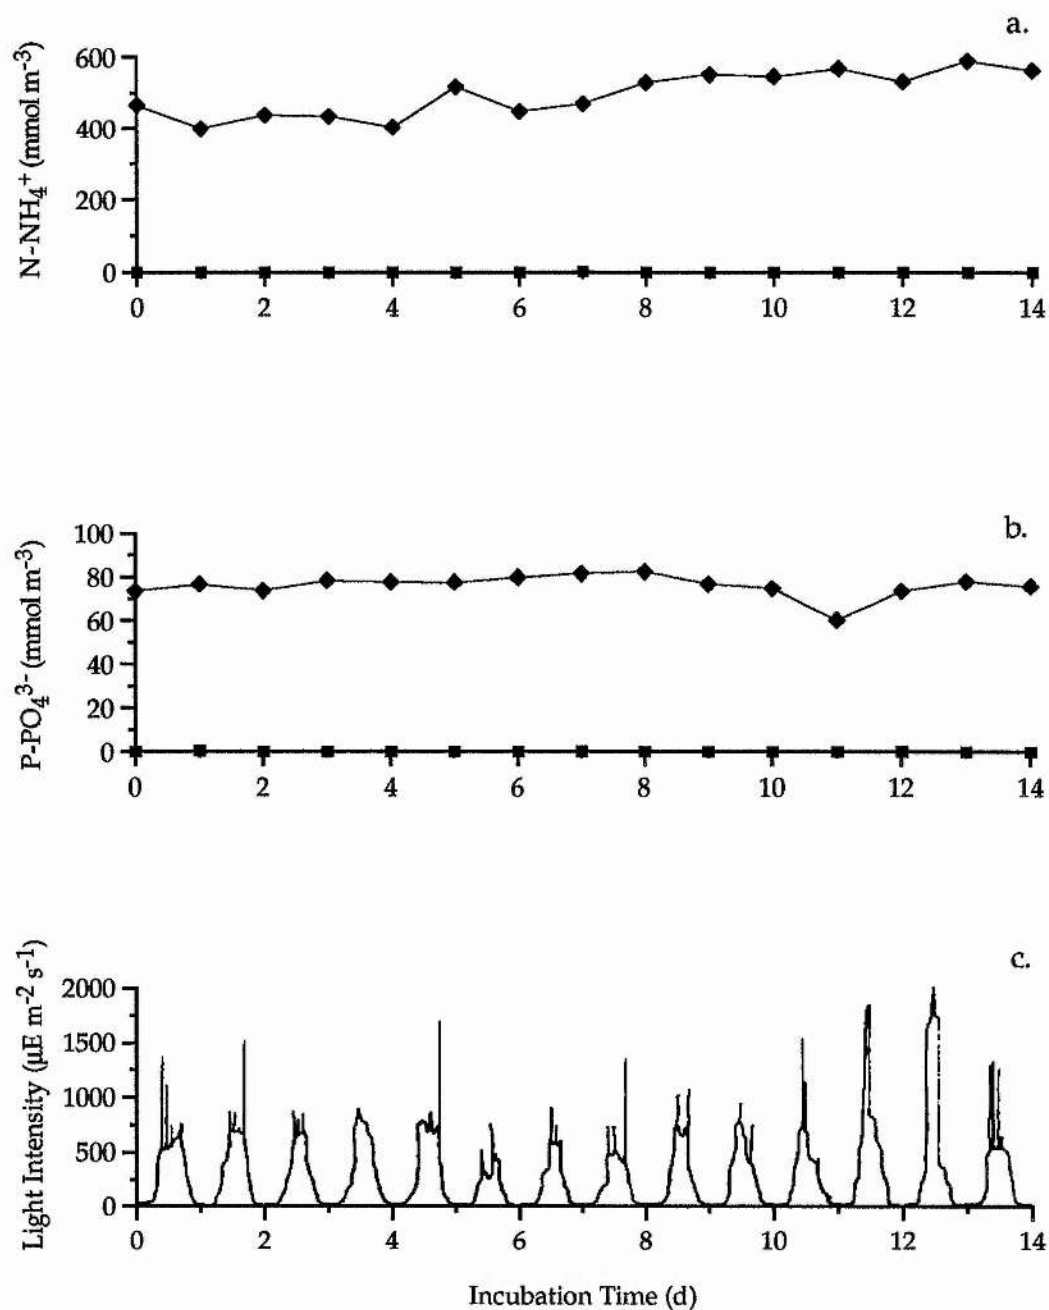 a.
N-NH₄⁺ (mmol m⁻³)
600
400
200
0
0 2 4 6 8 10 12 14
b.
P-PO₄³⁻ (mmol m⁻³)
100
80
60
40
20
0
0 2 4 6 8 10 12 14
c.
Light Intensity (µE m⁻² s⁻¹)
2000
1500
1000
500
0
0 2 4 6 8 10 12 14
Incubation Time (d)